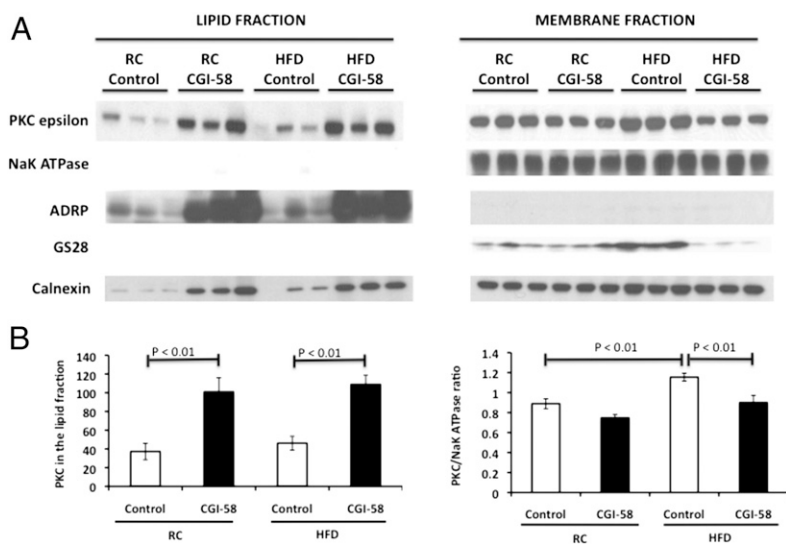 A
LIPID FRACTION
MEMBRANE FRACTION
RC Control
RC CGI-58
HFD Control
HFD CGI-58
RC Control
RC CGI-58
HFD Control
HFD CGI-58
PKC epsilon
NaK ATPase
ADRP
GS28
Calnexin
B
PKC in the lipid fraction
140
120
100
80
60
40
20
0
P < 0.01
P < 0.01
Control
CGI-58
Control
CGI-58
RC
HFD
PKC/NaK ATPase ratio
1.4
1.2
1
0.8
0.6
0.4
0.2
0
P < 0.01
P < 0.01
Control
CGI-58
Control
CGI-58
RC
HFD